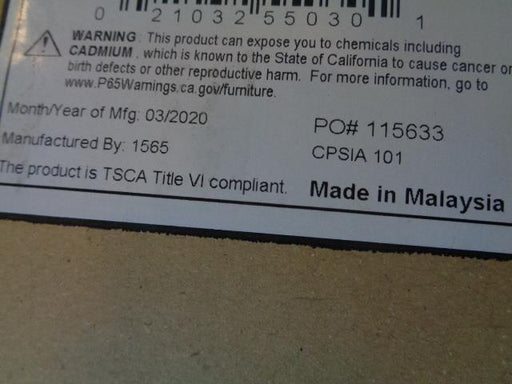 0 21032 55030 1
WARNING: This product can expose you to chemicals including
CADMIUM, which is known to the State of California to cause cancer or
birth defects or other reproductive harm. For more information, go to
www.P65Warnings.ca.gov/furniture.
Month/Year of Mfg: 03/2020
PO# 115633
Manufactured By: 1565
CPSIA 101
The product is TSCA Title VI compliant.
Made in Malaysia